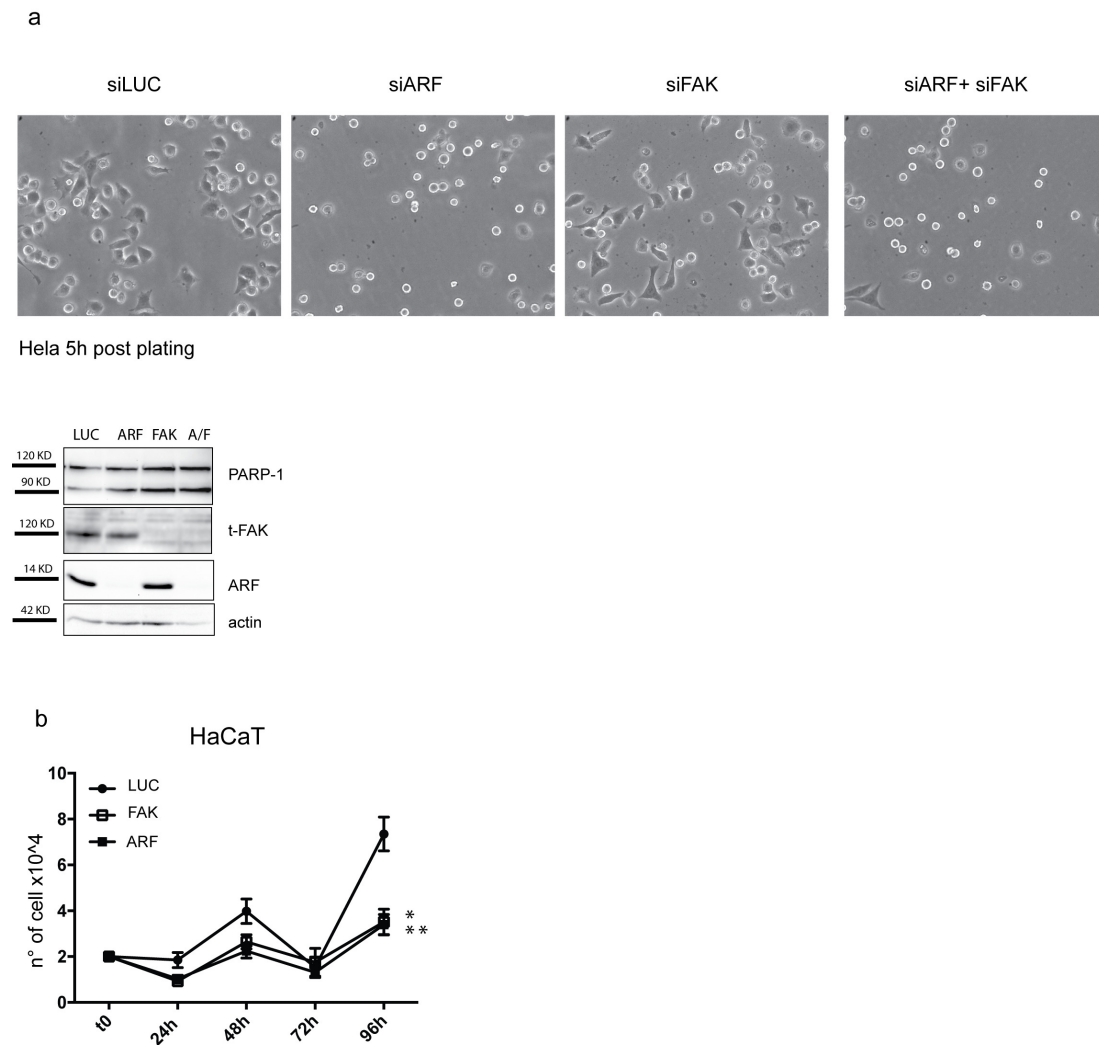 a
siLUC siARF siFAK siARF+ siFAK
Hela 5h post plating
LUC ARF FAK A/F
120 KD
90 KD
PARP-1
120 KD
t-FAK
14 KD
ARF
42 KD
actin
b
HaCaT
10
LUC
FAK
ARF
8
6
4
2
0
n° of cell x10^4
*
**
t0 24h 48h 72h 96h